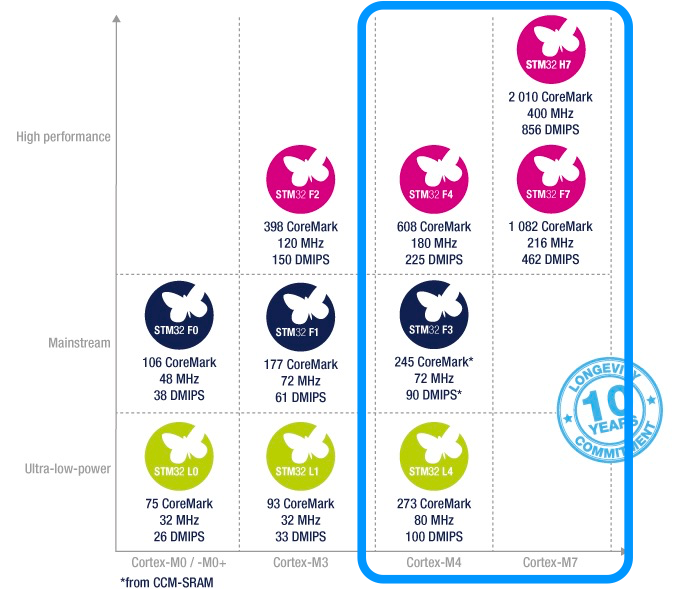 STM32 H7
2 010 CoreMark
400 MHz
856 DMIPS
High performance
STM32 F2
398 CoreMark
120 MHz
150 DMIPS
STM32 F4
608 CoreMark
180 MHz
225 DMIPS
STM32 F7
1 082 CoreMark
216 MHz
462 DMIPS
Mainstream
STM32 F0
106 CoreMark
48 MHz
38 DMIPS
STM32 F1
177 CoreMark
72 MHz
61 DMIPS
STM32 F3
245 CoreMark*
72 MHz
90 DMIPS*
LONGEVITY
10
YEARS
COMMITMENT
Ultra-low-power
STM32 L0
75 CoreMark
32 MHz
26 DMIPS
STM32 L1
93 CoreMark
32 MHz
33 DMIPS
STM32 L4
273 CoreMark
80 MHz
100 DMIPS
Cortex-M0 / -M0+
Cortex-M3
Cortex-M4
Cortex-M7
*from CCM-SRAM